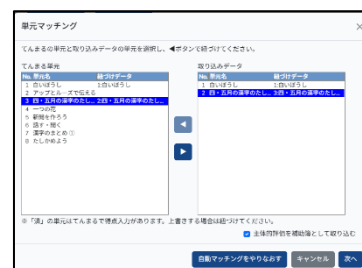 単元マッチング
てんまるの単元と取り込みデータの単元を選択し、◀ボタンで紐づけてください。
てんまる単元
No. 単元名 紐づけデータ
1 白いぼうし 1:白いぼうし
2 アップとル…ズで伝える
3 四・五月の漢字のたし… 2:四・五月の漢字のたし…
4 一つの花
5 新聞を作ろう
6 話す・聞く
7 漢字のまとめ①
8 たしかめよう
取り込みデータ
No. 単元名 紐づけデータ
1 白いぼうし 1:白いぼうし
2 四・五月の漢字のたし… 3:四・五月の漢字のたし…
◀
▶
※「済」の単元はてんまるで得点入力があります。上書きする場合は紐づけてください。
主体的評価を補助簿として取り込む
自動マッチングをやりなおす キャンセル 次へ